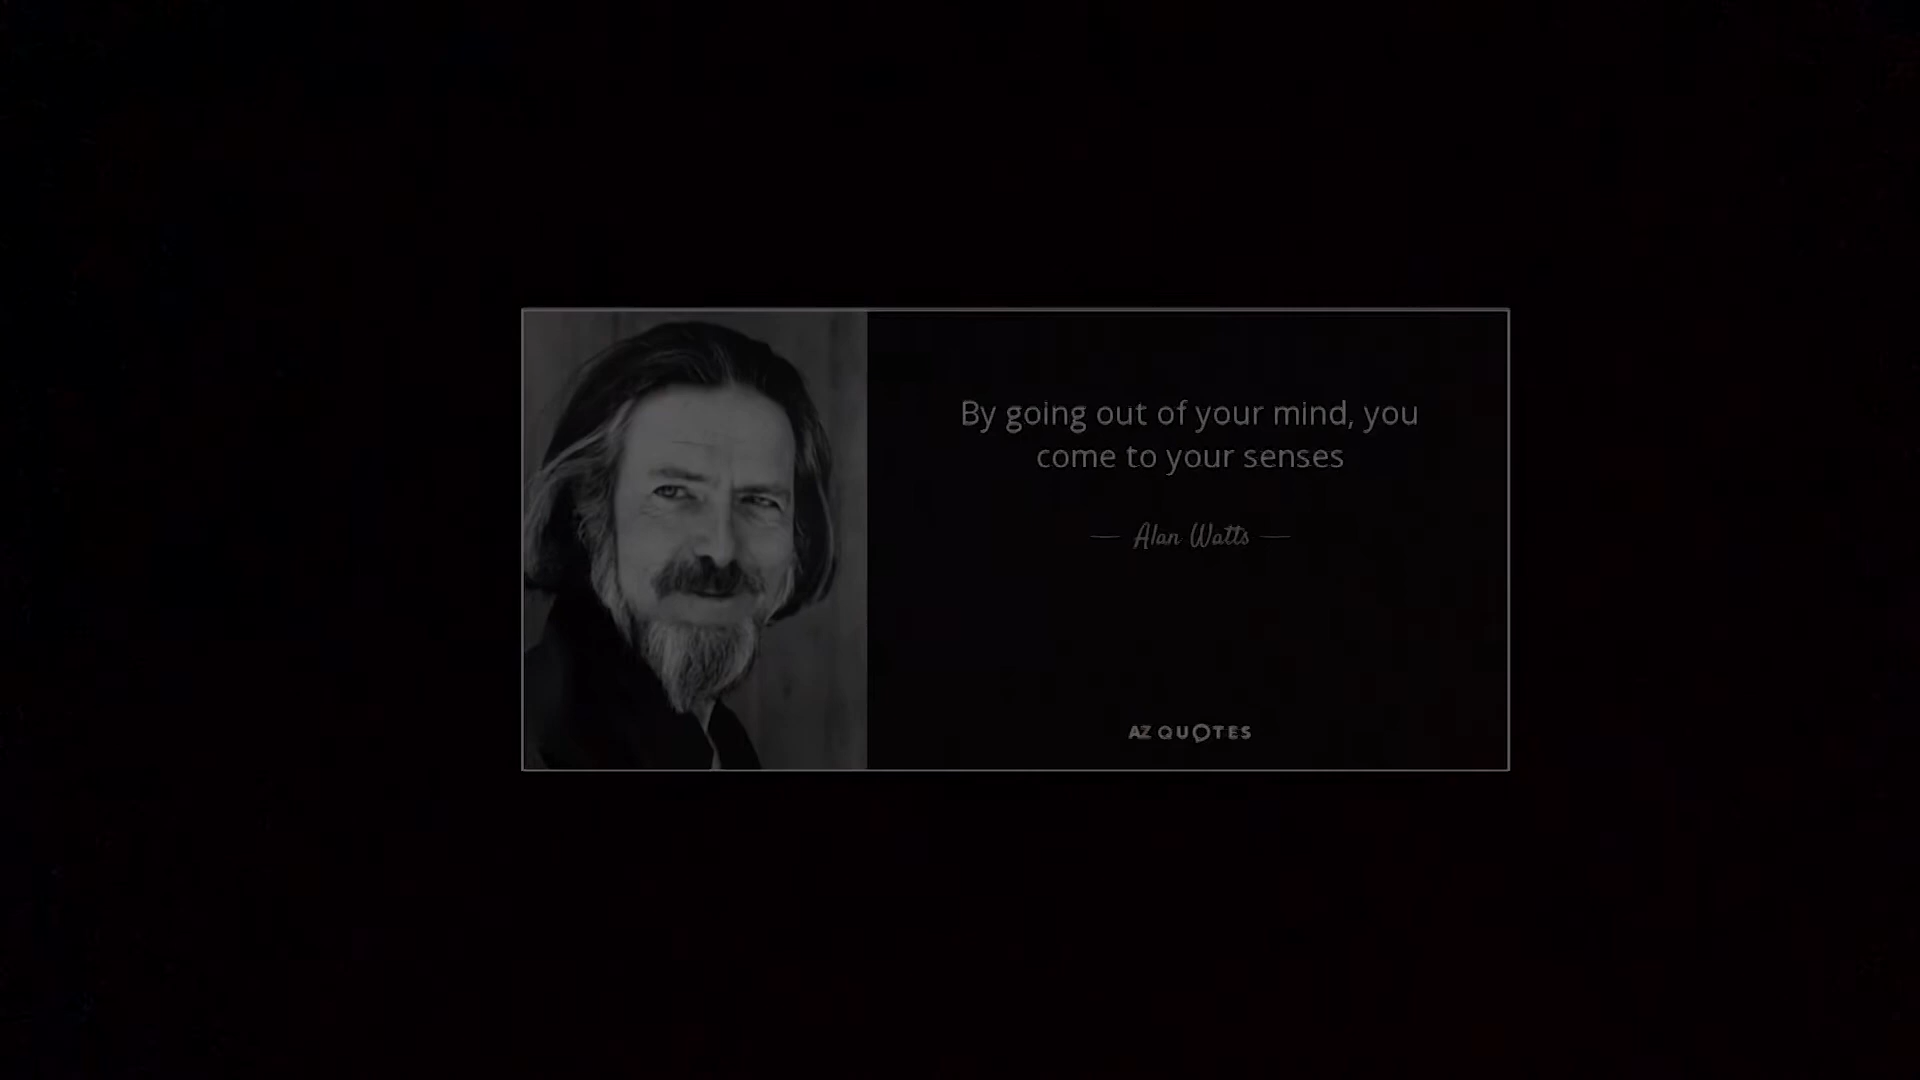 By going out of your mind, you
come to your senses
— Alan Watts —
AZ QUOTES